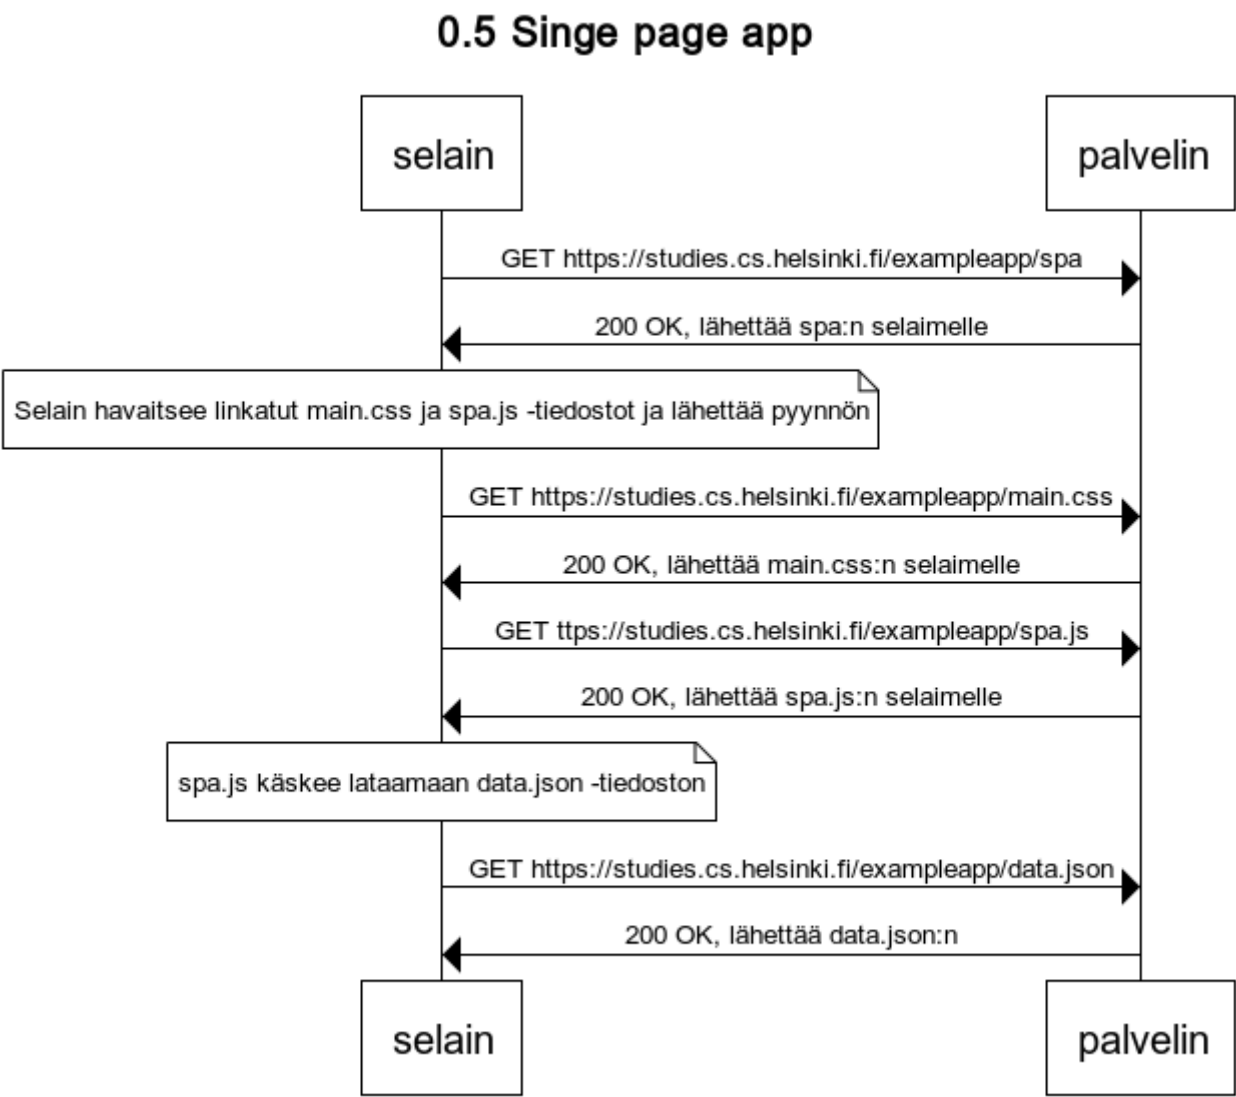 0.5 Singe page app
selain
palvelin
GET https://studies.cs.helsinki.fi/exampleapp/spa
200 OK, lähettää spa:n selaimelle
Selain havaitsee linkatut main.css ja spa.js -tiedostot ja lähettää pyynnön
GET https://studies.cs.helsinki.fi/exampleapp/main.css
200 OK, lähettää main.css:n selaimelle
GET ttps://studies.cs.helsinki.fi/exampleapp/spa.js
200 OK, lähettää spa.js:n selaimelle
spa.js käskee lataamaan data.json -tiedoston
GET https://studies.cs.helsinki.fi/exampleapp/data.json
200 OK, lähettää data.json:n
selain
palvelin